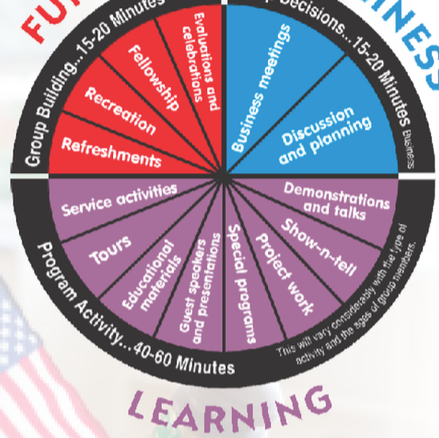 FU
INESS
Group Building...15-20 Minutes
Decisions...15-20 Minutes
Business
Evaluations and
celebrations
Fellowship
Recreation
Refreshments
Business meetings
Discussion
and planning
Service activities
Tours
Educational
materials
Guest speakers
and presentations
Special programs
Project work
Show-n-tell
Demonstrations
and talks
Program Activity...40-60 Minutes
This will vary considerably with the type of
activity and the ages of group members.
LEARNING